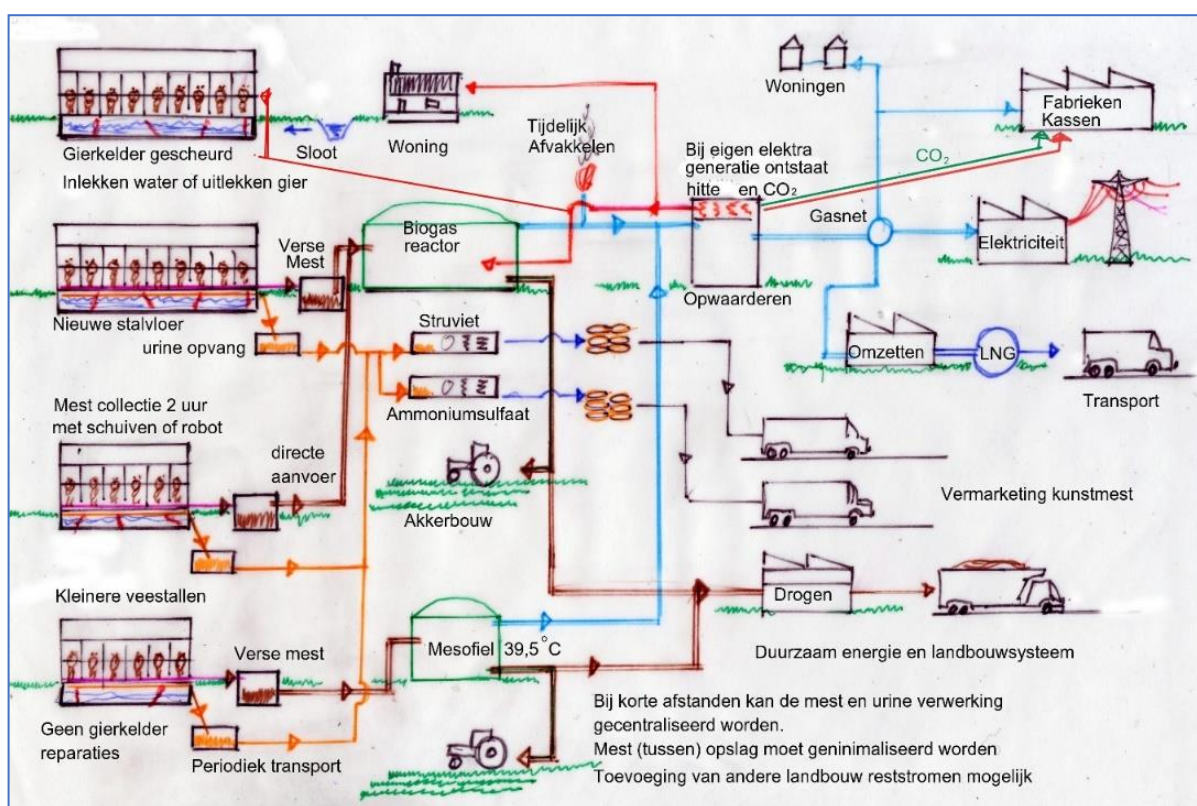 Gierkelder gescheurd
Inlekken water of uitlekken gier
Sloot
Woning
Tijdelijk
Afvakkelen
Woningen
Fabrieken
Kassen
Bij eigen elektra
generatie ontstaat
hitte en CO₂
CO₂
Gasnet
Elektriciteit
Opwaarderen
Biogas
reactor
Verse
Mest
Nieuwe stalvloer
urine opvang
Struviet
Ammoniumsulfaat
Omzetten
LNG
Transport
Mest collectie 2 uur
met schuiven of robot
directe
aanvoer
Akkerbouw
Vermarketing kunstmest
Kleinere veestallen
Drogen
Verse mest
Mesofiel 39,5 °C
Duurzaam energie en landbouwsysteem
Geen gierkelder
reparaties
Periodiek transport
Bij korte afstanden kan de mest en urine verwerking
gecentraliseerd worden.
Mest (tussen) opslag moet geninimaliseerd worden
Toevoeging van andere landbouw reststromen mogelijk